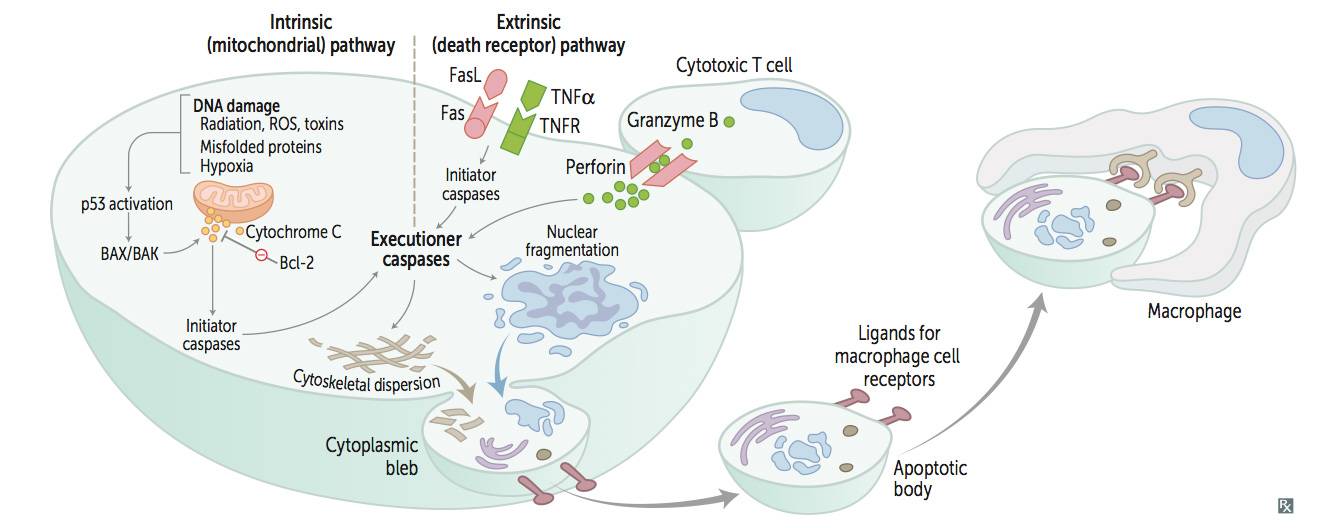 Intrinsic
(mitochondrial) pathway
Extrinsic
(death receptor) pathway
DNA damage
Radiation, ROS, toxins
Misfolded proteins
Hypoxia
p53 activation
BAX/BAK
Cytochrome C
Bcl-2
Initiator
caspases
FasL
Fas
TNFα
TNFR
Initiator
caspases
Executioner
caspases
Cytotoxic T cell
Granzyme B
Perforin
Nuclear
fragmentation
Cytoskeletal dispersion
Cytoplasmic
bleb
Ligands for
macrophage cell
receptors
Apoptotic
body
Macrophage
Rx